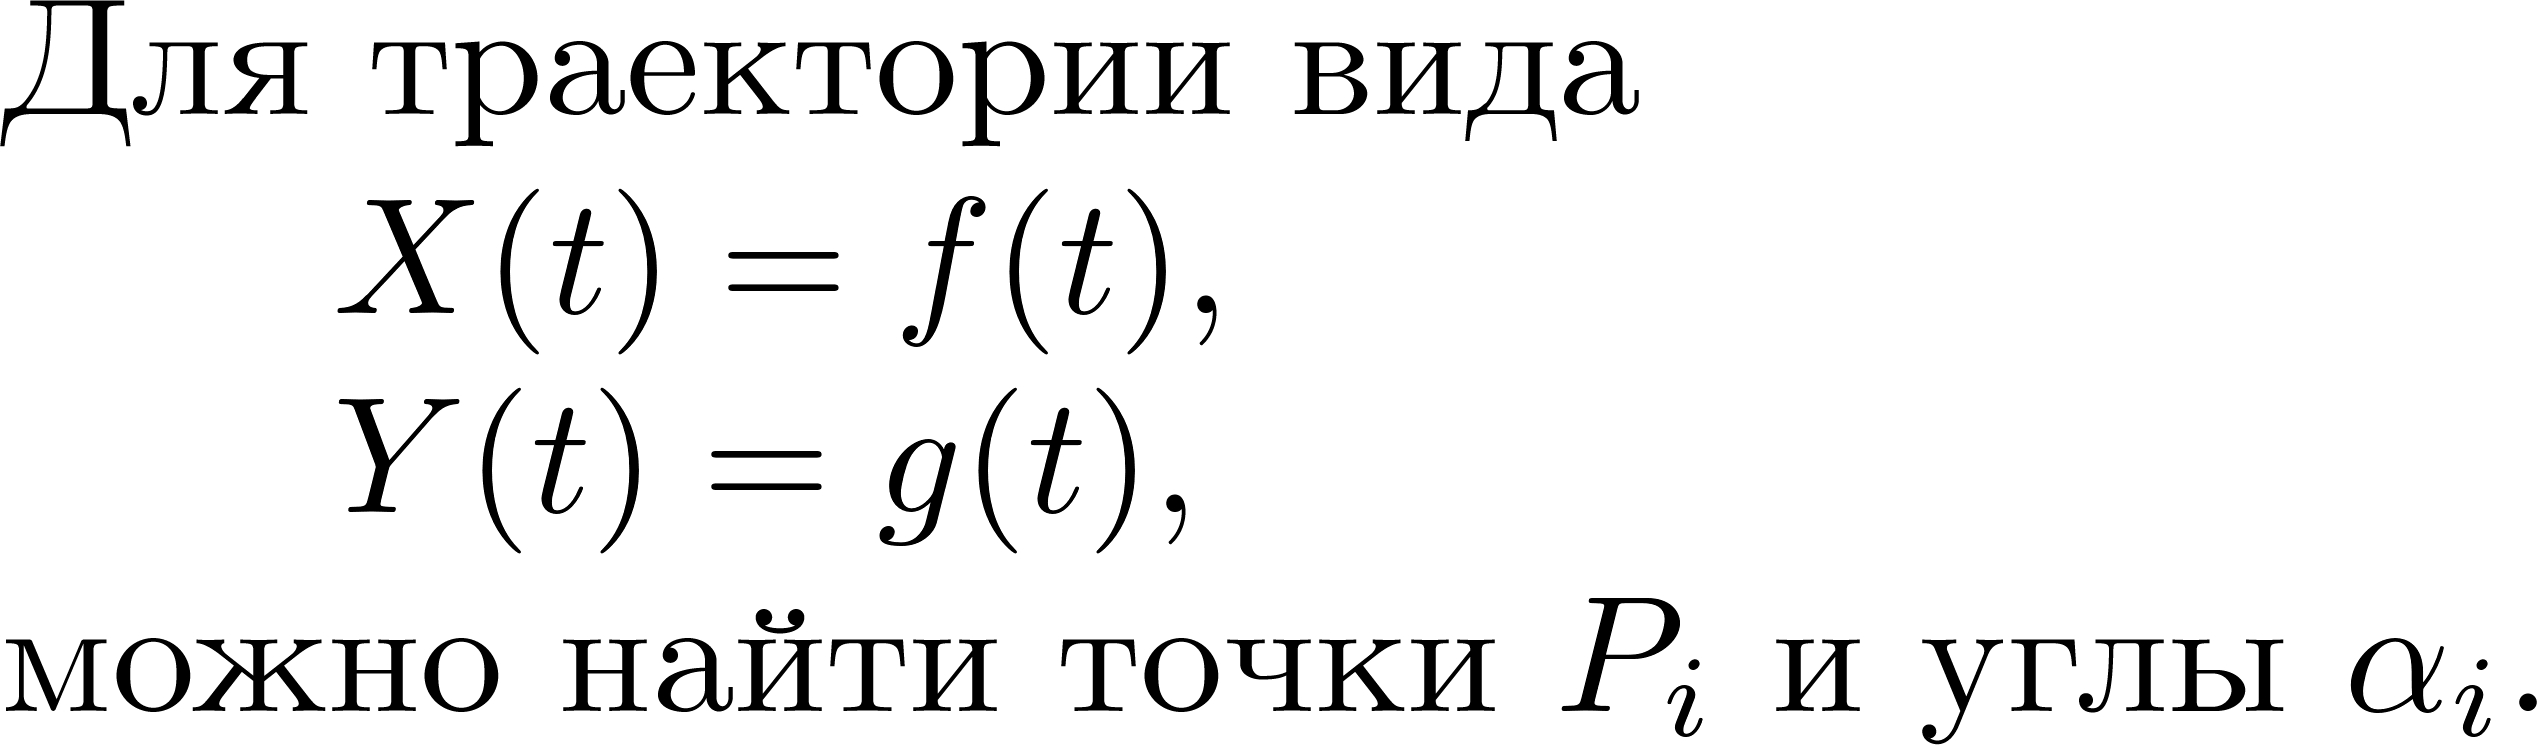 Для траектории вида
X(t) = f(t),
Y(t) = g(t),
можно найти точки P_i и углы α_i.